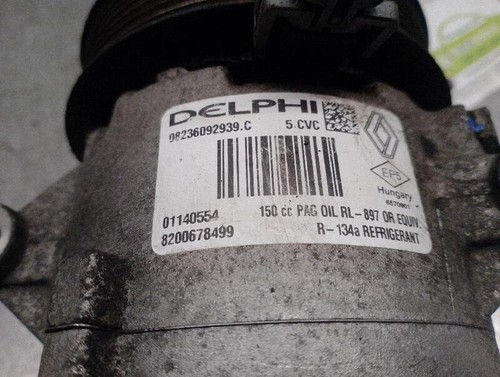 DELPHI
08236092939.C 5.CVC
EPS
Hungary
01140554 150 cc PAG OIL RL-897 OR EQUIV
8200678499 R-134a REFRIGERANT